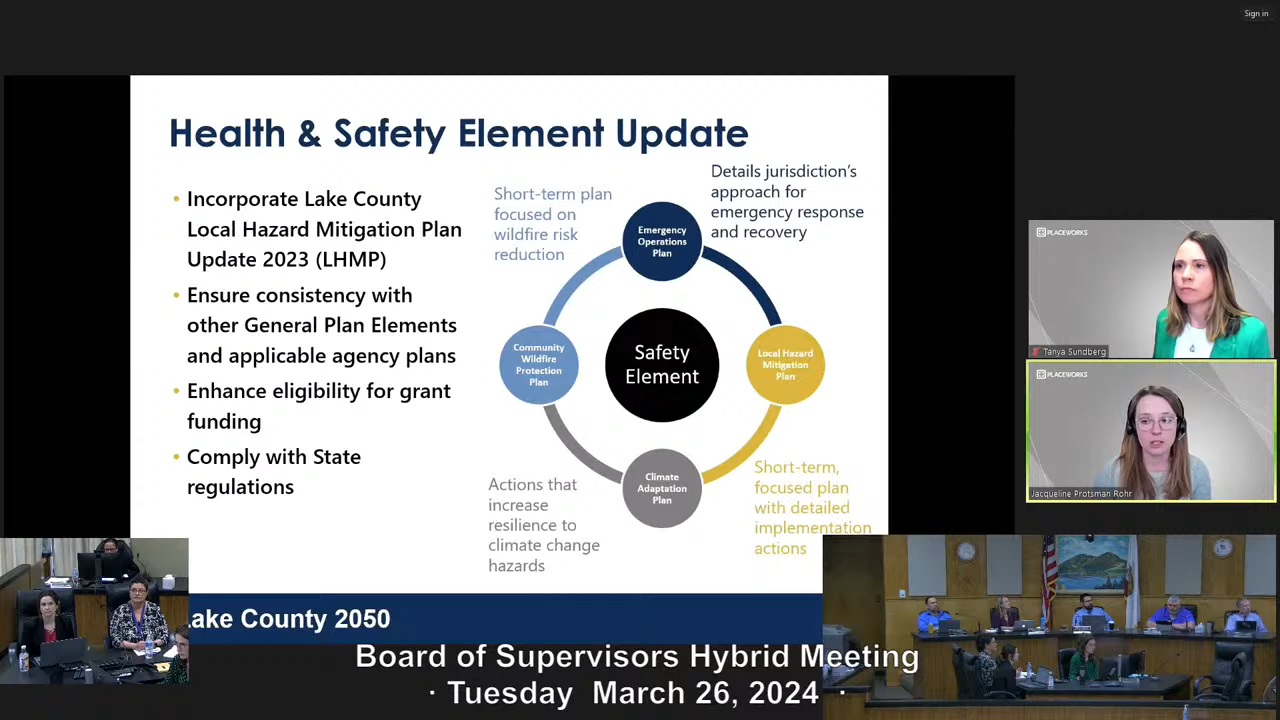 Sign in
Health & Safety Element Update
• Incorporate Lake County
Local Hazard Mitigation Plan
Update 2023 (LHMP)
• Ensure consistency with
other General Plan Elements
and applicable agency plans
• Enhance eligibility for grant
funding
• Comply with State
regulations
Short-term plan
focused on
wildfire risk
reduction
Details jurisdiction's
approach for
emergency response
and recovery
Emergency
Operations
Plan
Community
Wildfire
Protection
Plan
Safety
Element
Local Hazard
Mitigation
Plan
Climate
Adaptation
Plan
Actions that
increase
resilience to
climate change
hazards
Short-term,
focused plan
with detailed
implementation
actions
PLACEWORKS
Tanya Sundberg
PLACEWORKS
Jacqueline Protsman Rohr
ake County 2050
Board of Supervisors Hybrid Meeting
· Tuesday March 26, 2024 ·